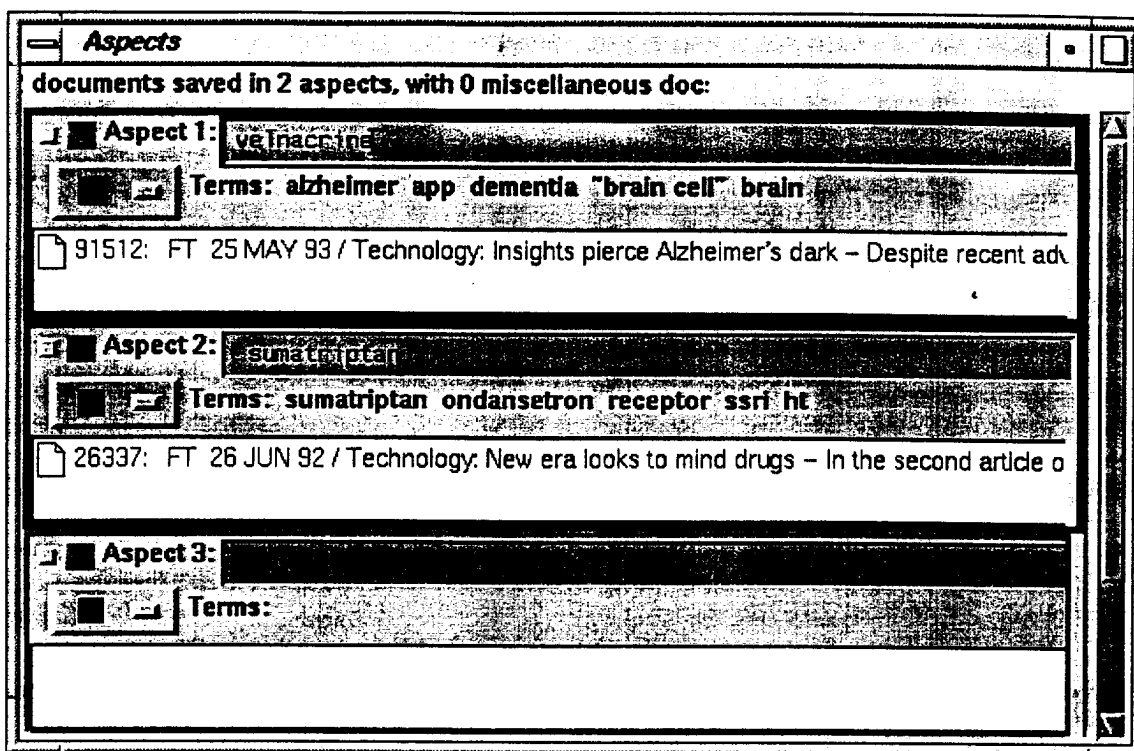 Aspects
documents saved in 2 aspects, with 0 miscellaneous doc:
Aspect 1: velnacrine
Terms: alzheimer app dementia "brain cell" brain
91512: FT 25 MAY 93 / Technology: Insights pierce Alzheimer's dark – Despite recent adv
Aspect 2: sumatriptan
Terms: sumatriptan ondansetron receptor ssri ht
26337: FT 26 JUN 92 / Technology: New era looks to mind drugs – In the second article o
Aspect 3:
Terms: